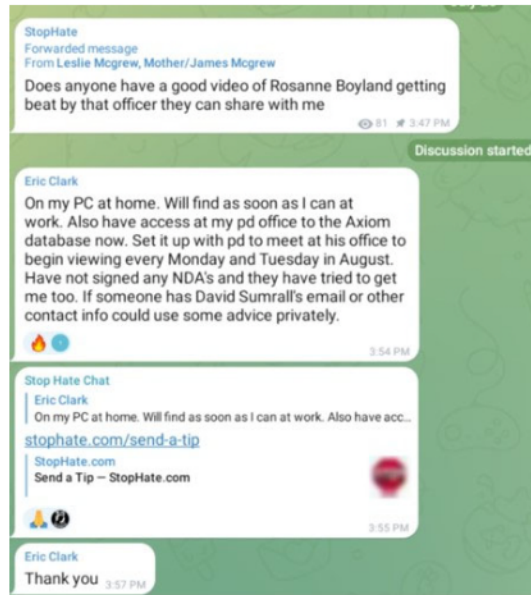 StopHate
Forwarded message
From Leslie Mcgrew, Mother/James Mcgrew
Does anyone have a good video of Rosanne Boyland getting
beat by that officer they can share with me
81 3:47 PM
Discussion started
Eric Clark
On my PC at home. Will find as soon as I can at
work. Also have access at my pd office to the Axiom
database now. Set it up with pd to meet at his office to
begin viewing every Monday and Tuesday in August.
Have not signed any NDA's and they have tried to get
me too. If someone has David Sumrall's email or other
contact info could use some advice privately.
3:54 PM
Stop Hate Chat
Eric Clark
On my PC at home. Will find as soon as I can at work. Also have acc...
stophate.com/send-a-tip
StopHate.com
Send a Tip — StopHate.com
3:55 PM
Eric Clark
Thank you 3:57 PM